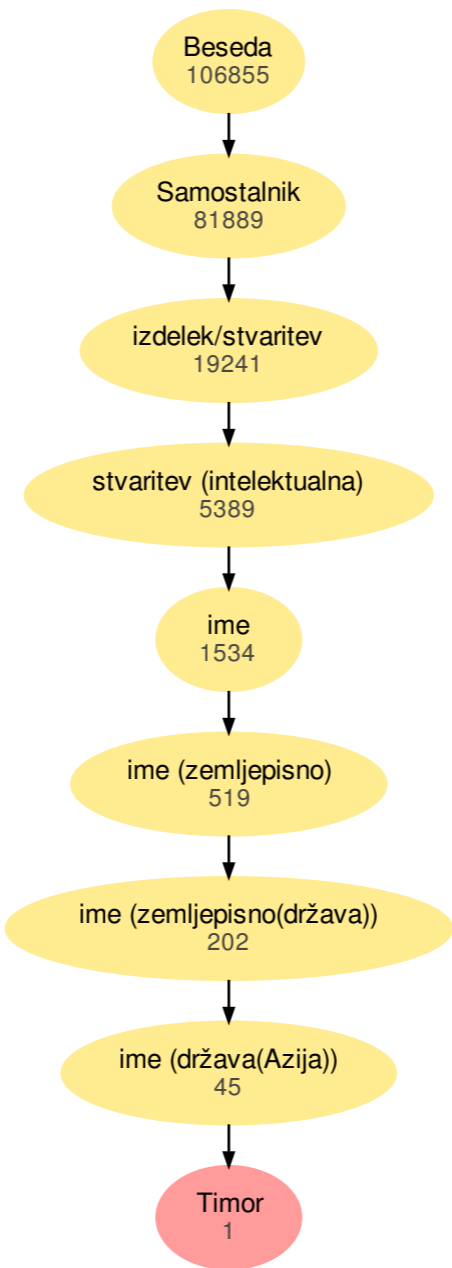 Beseda
106855
Samostalnik
81889
izdelek/stvaritev
19241
stvaritev (intelektualna)
5389
ime
1534
ime (zemljepisno)
519
ime (zemljepisno(država))
202
ime (država(Azija))
45
Timor
1